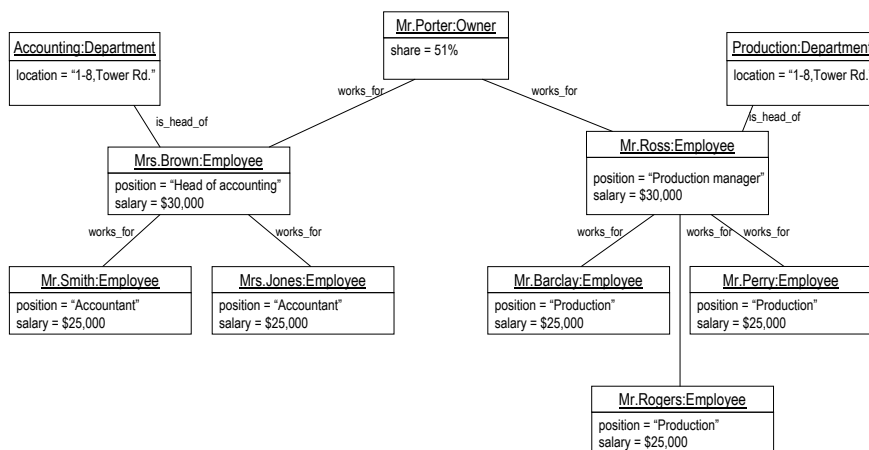 Mr.Porter:Owner
share = 51%
Accounting:Department
location = "1-8,Tower Rd."
Production:Department
location = "1-8,Tower Rd."
works_for
works_for
is_head_of
is_head_of
Mrs.Brown:Employee
position = “Head of accounting”
salary = $30,000
Mr.Ross:Employee
position = “Production manager”
salary = $30,000
works_for
works_for
works_for
works_for
works_for
Mr.Smith:Employee
position = “Accountant”
salary = $25,000
Mrs.Jones:Employee
position = “Accountant”
salary = $25,000
Mr.Barclay:Employee
position = “Production”
salary = $25,000
Mr.Perry:Employee
position = “Production”
salary = $25,000
Mr.Rogers:Employee
position = “Production”
salary = $25,000